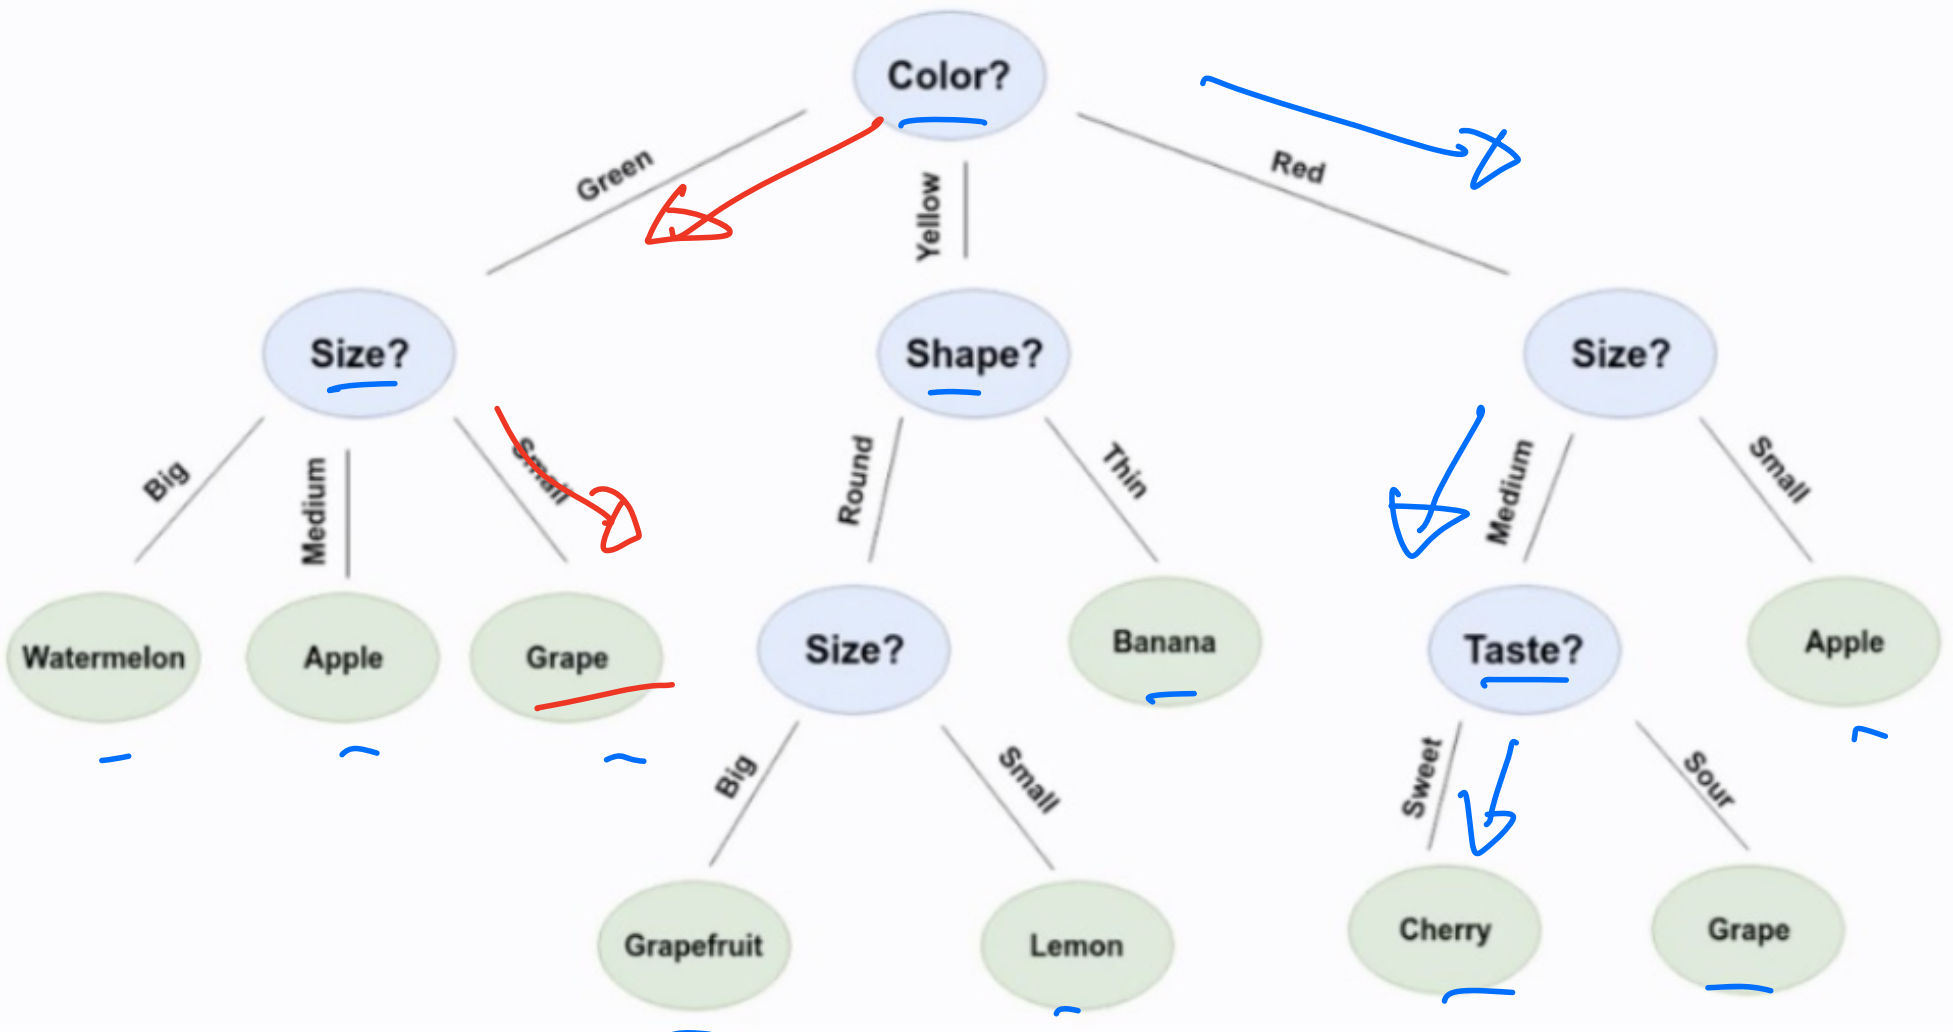 Color?
Green
Yellow
Red
Size?
Shape?
Size?
Big
Medium
Small
Round
Thin
Medium
Small
Watermelon
Apple
Grape
Size?
Banana
Taste?
Apple
Big
Small
Sweet
Sour
Grapefruit
Lemon
Cherry
Grape